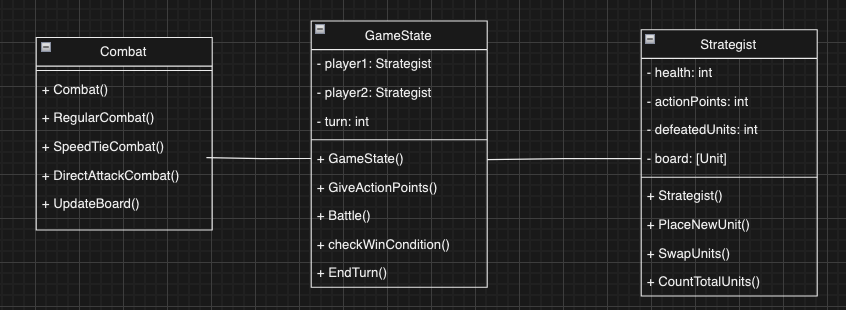 Combat
+ Combat()
+ RegularCombat()
+ SpeedTieCombat()
+ DirectAttackCombat()
+ UpdateBoard()
GameState
- player1: Strategist
- player2: Strategist
- turn: int
+ GameState()
+ GiveActionPoints()
+ Battle()
+ checkWinCondition()
+ EndTurn()
Strategist
- health: int
- actionPoints: int
- defeatedUnits: int
- board: [Unit]
+ Strategist()
+ PlaceNewUnit()
+ SwapUnits()
+ CountTotalUnits()